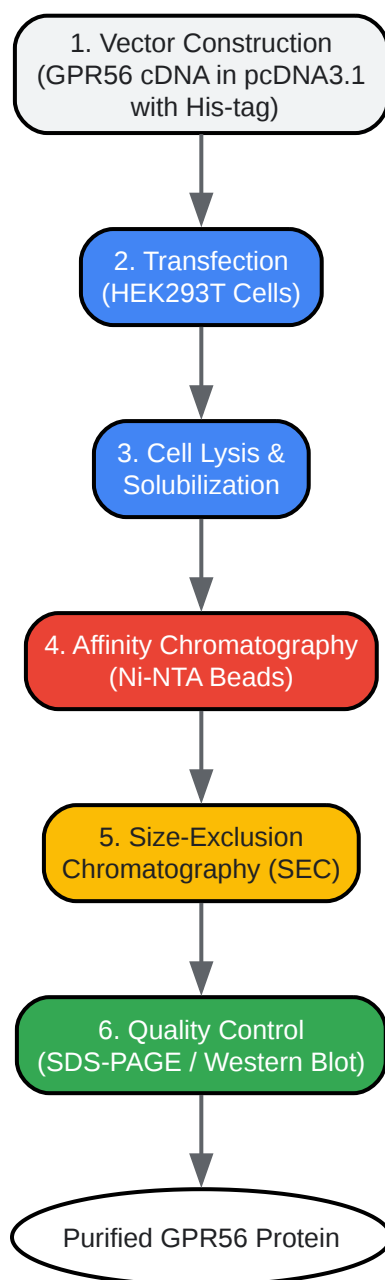 1. Vector Construction
(GPR56 cDNA in pcDNA3.1
with His-tag)
2. Transfection
(HEK293T Cells)
3. Cell Lysis &
Solubilization
4. Affinity Chromatography
(Ni-NTA Beads)
5. Size-Exclusion
Chromatography (SEC)
6. Quality Control
(SDS-PAGE / Western Blot)
Purified GPR56 Protein